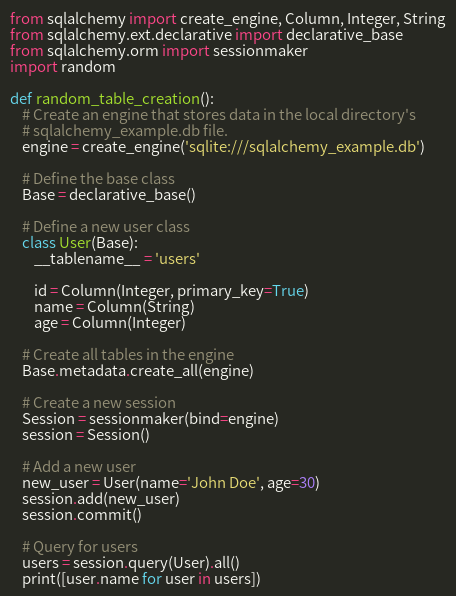 from sqlalchemy import create_engine, Column, Integer, String
from sqlalchemy.ext.declarative import declarative_base
from sqlalchemy.orm import sessionmaker
import random

def random_table_creation():
    # Create an engine that stores data in the local directory's
    # sqlalchemy_example.db file.
    engine = create_engine('sqlite:///sqlalchemy_example.db')

    # Define the base class
    Base = declarative_base()

    # Define a new user class
    class User(Base):
        __tablename__ = 'users'

        id = Column(Integer, primary_key=True)
        name = Column(String)
        age = Column(Integer)

    # Create all tables in the engine
    Base.metadata.create_all(engine)

    # Create a new session
    Session = sessionmaker(bind=engine)
    session = Session()

    # Add a new user
    new_user = User(name='John Doe', age=30)
    session.add(new_user)
    session.commit()

    # Query for users
    users = session.query(User).all()
    print([user.name for user in users])